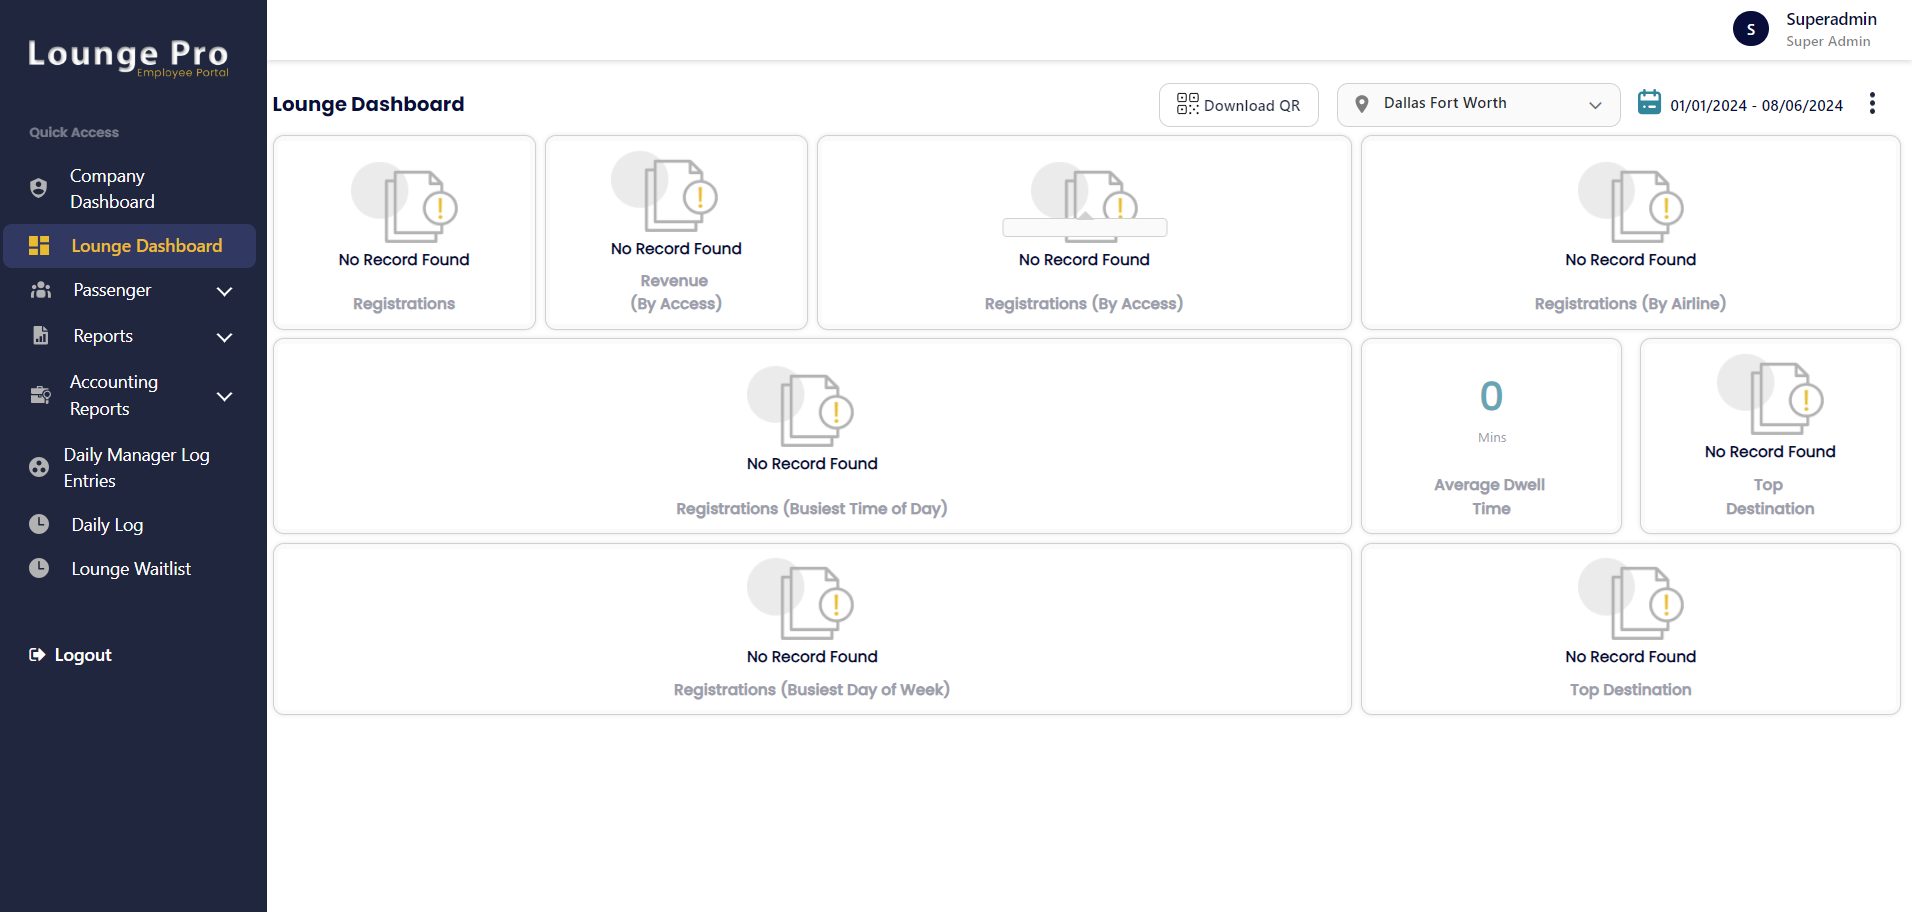 Lounge Pro
Employee Portal
Quick Access
Company
Dashboard
Lounge Dashboard
Passenger
Reports
Accounting
Reports
Daily Manager Log
Entries
Daily Log
Lounge Waitlist
Logout
S
Superadmin
Super Admin
Lounge Dashboard
Download QR
Dallas Fort Worth
01/01/2024 - 08/06/2024
No Record Found
Registrations
No Record Found
Revenue
(By Access)
No Record Found
Registrations (By Access)
No Record Found
Registrations (By Airline)
No Record Found
Registrations (Busiest Time of Day)
0
Mins
Average Dwell
Time
No Record Found
Top
Destination
No Record Found
Registrations (Busiest Day of Week)
No Record Found
Top Destination